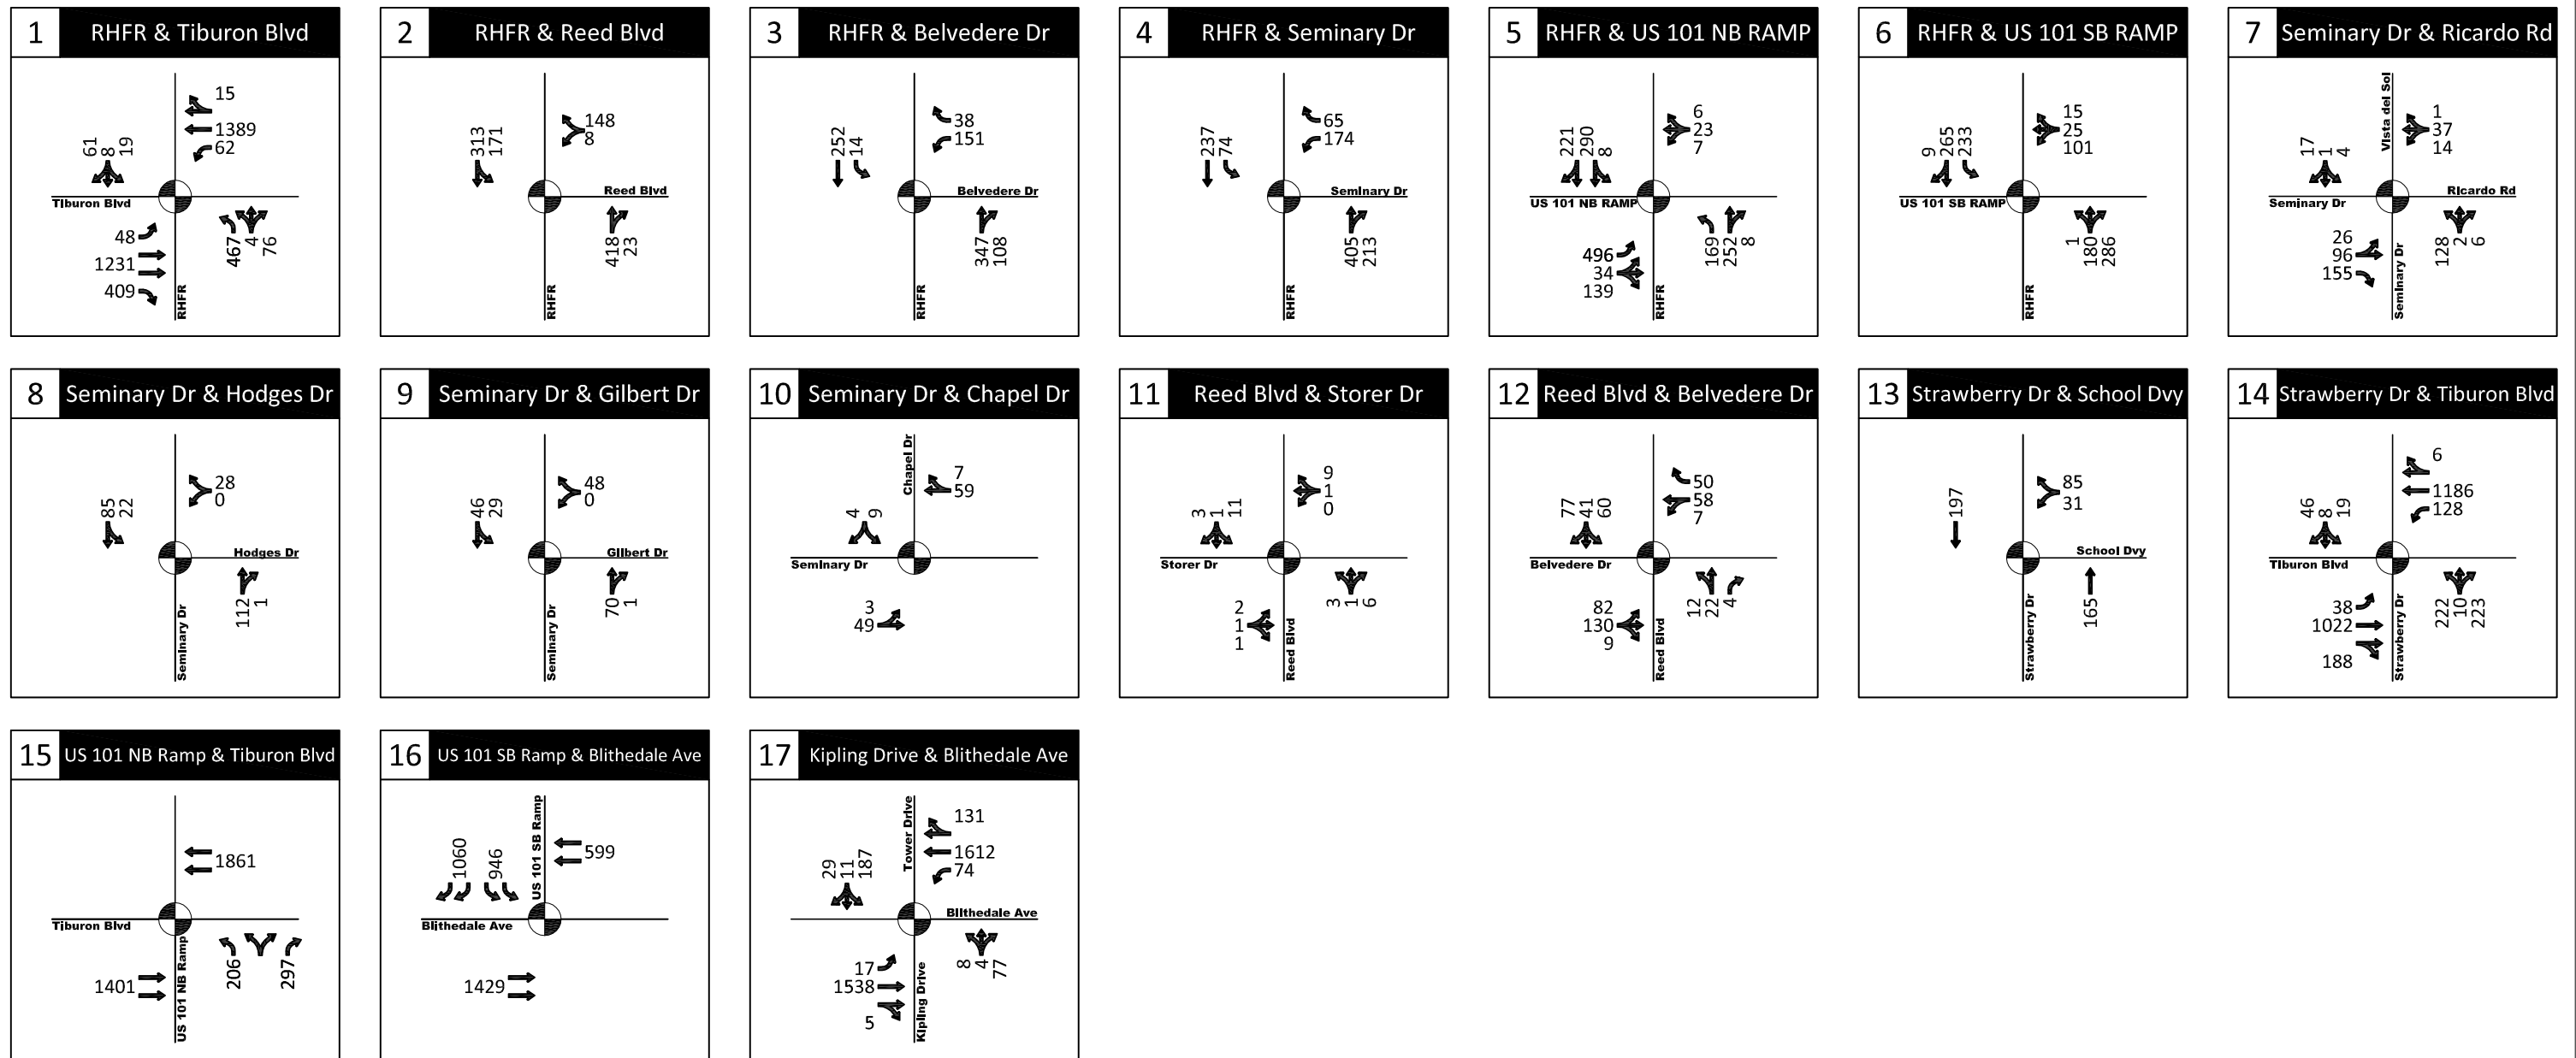 1 RHFR & Tiburon Blvd
15
1389
62
61 8 19
Tiburon Blvd
48
1231
409
467 4 76
RHFR
2 RHFR & Reed Blvd
148
8
313 171
Reed Blvd
418 23
RHFR
3 RHFR & Belvedere Dr
38
151
252 14
Belvedere Dr
347 108
RHFR
4 RHFR & Seminary Dr
65
174
237 74
Seminary Dr
405 213
RHFR
5 RHFR & US 101 NB RAMP
6
23
7
221 290 8
US 101 NB RAMP
496
34
139
169 252 8
RHFR
6 RHFR & US 101 SB RAMP
15
25
101
9 265 233
US 101 SB RAMP
1 180 286
RHFR
7 Seminary Dr & Ricardo Rd
Vista del Sol
1
37
14
17 1 4
Ricardo Rd
Seminary Dr
26
96
155
128 2 6
Seminary Dr
8 Seminary Dr & Hodges Dr
28
0
85 22
Hodges Dr
112 1
Seminary Dr
9 Seminary Dr & Gilbert Dr
48
0
46 29
Gilbert Dr
70 1
Seminary Dr
10 Seminary Dr & Chapel Dr
Chapel Dr
7
59
4 9
Seminary Dr
3
49
11 Reed Blvd & Storer Dr
9
1
0
3 1 11
Storer Dr
2
1
1
3 1 6
Reed Blvd
12 Reed Blvd & Belvedere Dr
50
58
7
77 41 60
Belvedere Dr
82
130
9
12 22 4
Reed Blvd
13 Strawberry Dr & School Dvy
85
31
197
School Dvy
165
Strawberry Dr
14 Strawberry Dr & Tiburon Blvd
6
1186
128
46 8 19
Tiburon Blvd
38
1022
188
222 10 223
Strawberry Dr
15 US 101 NB Ramp & Tiburon Blvd
1861
Tiburon Blvd
1401
206 297
US 101 NB Ramp
16 US 101 SB Ramp & Blithedale Ave
US 101 SB Ramp
599
1060 946
Blithedale Ave
1429
17 Kipling Drive & Blithedale Ave
Tower Drive
131
1612
74
29 11 187
Blithedale Ave
17
1538
5
8 4 77
Kipling Drive